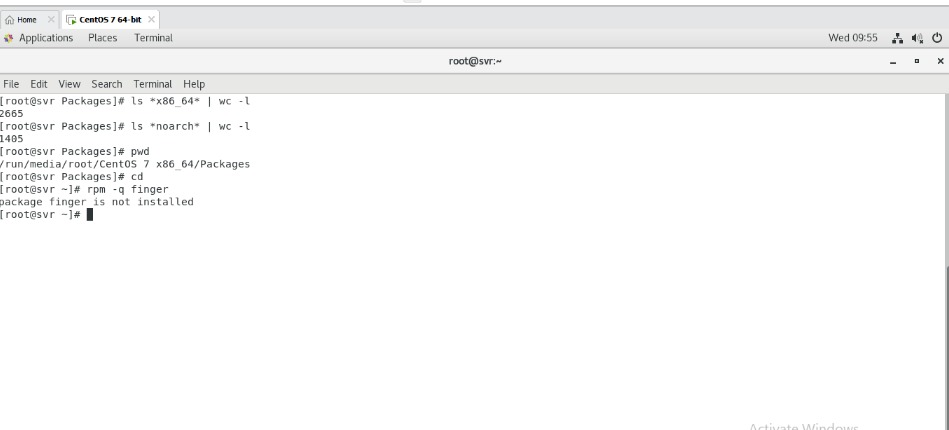 Home
CentOS 7 64-bit
Applications Places Terminal Wed 09:55
root@svr:~
File Edit View Search Terminal Help
[root@svr Packages]# ls *x86_64* | wc -l
2665
[root@svr Packages]# ls *noarch* | wc -l
1405
[root@svr Packages]# pwd
/run/media/root/CentOS 7 x86_64/Packages
[root@svr Packages]# cd
[root@svr ~]# rpm -q finger
package finger is not installed
[root@svr ~]#
Activate Windows